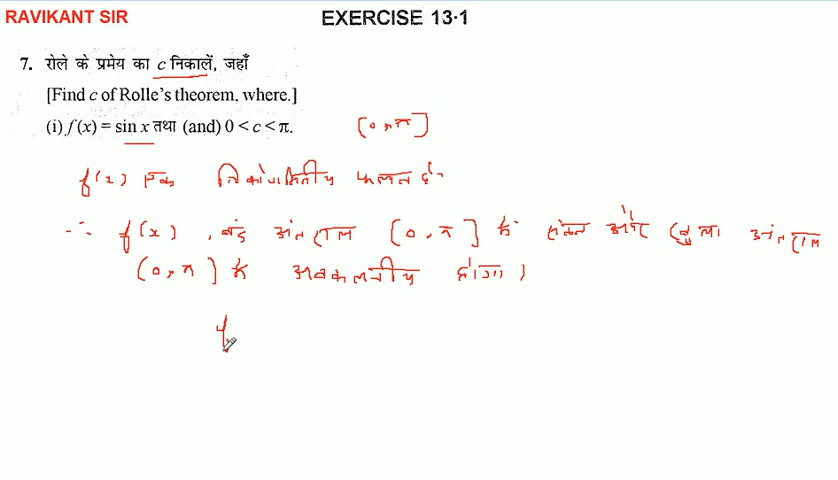 RAVIKANT SIR
EXERCISE 13·1
7. रोले के प्रमेय का c निकालें, जहाँ
[Find c of Rolle's theorem, where.]
(i) f(x) = sin x तथा (and) 0 < c < π. [0, π]
f(x) एक त्रिकोणमितीय फलन है
∴ f(x), बंद अंतराल [0, π] में संतत और खुला अंतराल
(0, π) में अवकलनीय होगा।
f